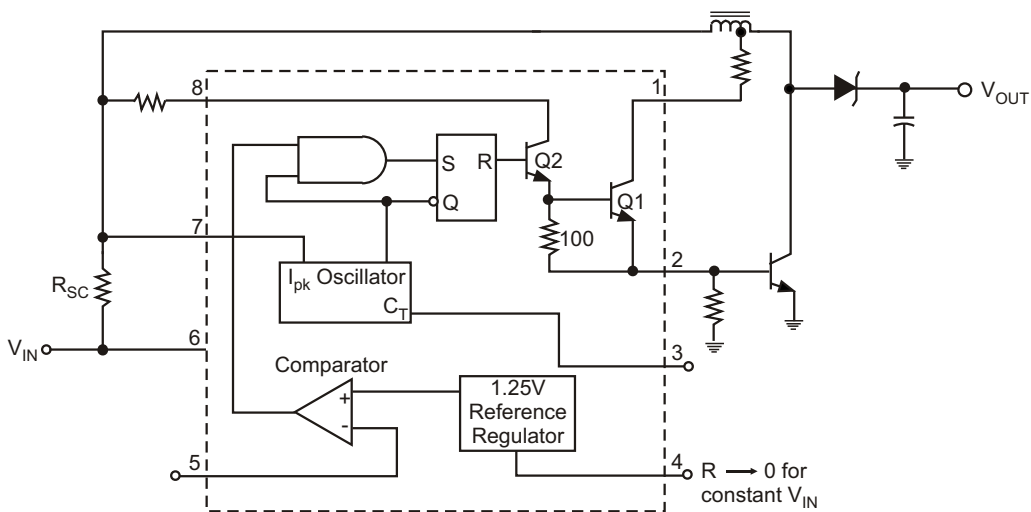 8
1
V_OUT
S
R
Q
Q2
Q1
100
7
2
R_SC
I_pk Oscillator
C_T
V_IN
6
3
Comparator
+
-
1.25V
Reference
Regulator
5
4
R → 0 for
constant V_IN